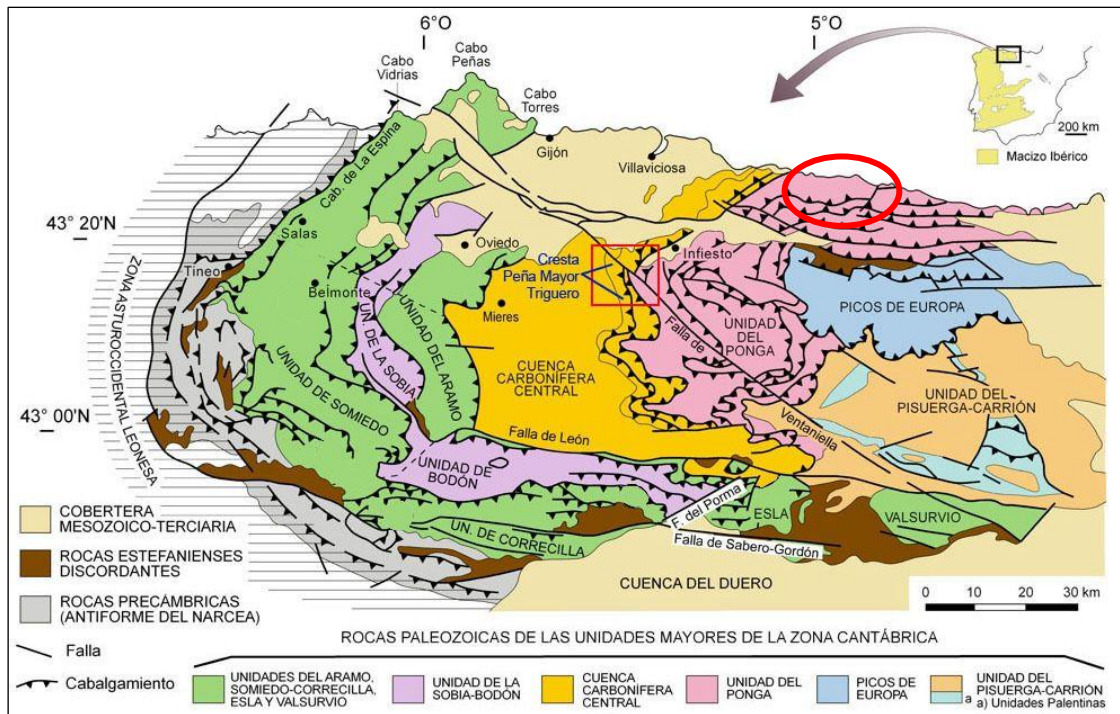 6°O
5°O
Cabo
Peñas
Cabo
Vidrias
Cabo
Torres
Gijón
Villaviciosa
200 km
Macizo Ibérico
Cab. de La Espina
43° 20'N
Salas
Oviedo
Infiesto
Cresta
Peña Mayor
Triguero
Tineo
Belmonte
Mieres
ZONA ASTUROCCIDENTAL LEONESA
UN. DE LA SOBIA
UNIDAD DEL ARAMO
UNIDAD DE SOMIEDO
CUENCA
CARBONÍFERA
CENTRAL
Falla de
Ventaniella
UNIDAD
DEL
PONGA
PICOS DE EUROPA
UNIDAD DEL
PISUERGA-CARRIÓN
43° 00'N
Falla de León
UNIDAD DE
BODÓN
F. del Porma
ESLA
VALSURVIO
UN. DE CORRECILLA
Falla de Sabero-Gordón
CUENCA DEL DUERO
COBERTERA
MESOZOICO-TERCIARIA
ROCAS ESTEFANIENSES
DISCORDANTES
ROCAS PRECÁMBRICAS
(ANTIFORME DEL NARCEA)
Falla
Cabalgamiento
0 10 20 30 km
ROCAS PALEOZOICAS DE LAS UNIDADES MAYORES DE LA ZONA CANTÁBRICA
UNIDADES DEL ARAMO,
SOMIEDO-CORRECILLA,
ESLA Y VALSURVIO
UNIDAD DE LA
SOBIA-BODÓN
CUENCA
CARBONÍFERA
CENTRAL
UNIDAD DEL
PONGA
PICOS DE
EUROPA
UNIDAD DEL
PISUERGA-CARRIÓN
a a) Unidades Palentinas